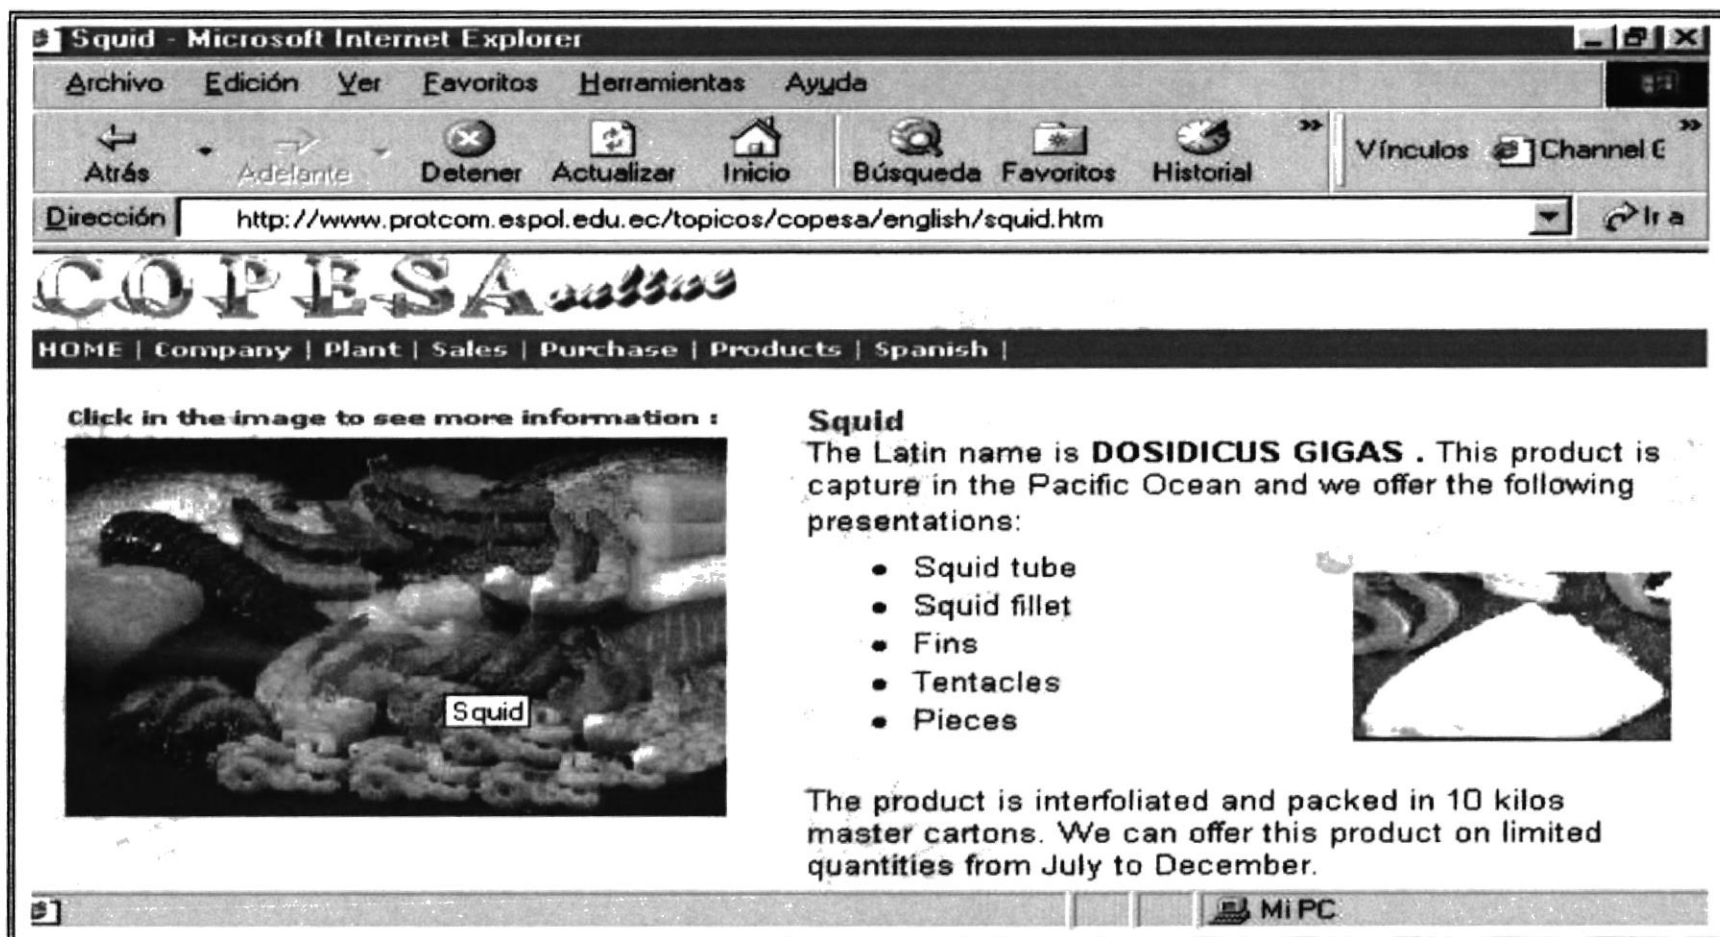 Squid - Microsoft Internet Explorer
Archivo Edición Ver Favoritos Herramientas Ayuda
Atrás Adelante Detener Actualizar Inicio Búsqueda Favoritos Historial » Vínculos Channel G »
Dirección http://www.protcom.espol.edu.ec/topicos/copesa/english/squid.htm Ir a
COPESA online
HOME | Company | Plant | Sales | Purchase | Products | Spanish |
Click in the image to see more information :
Squid
Squid
The Latin name is DOSIDICUS GIGAS . This product is
capture in the Pacific Ocean and we offer the following
presentations:
• Squid tube
• Squid fillet
• Fins
• Tentacles
• Pieces
The product is interfoliated and packed in 10 kilos
master cartons. We can offer this product on limited
quantities from July to December.
Mi PC